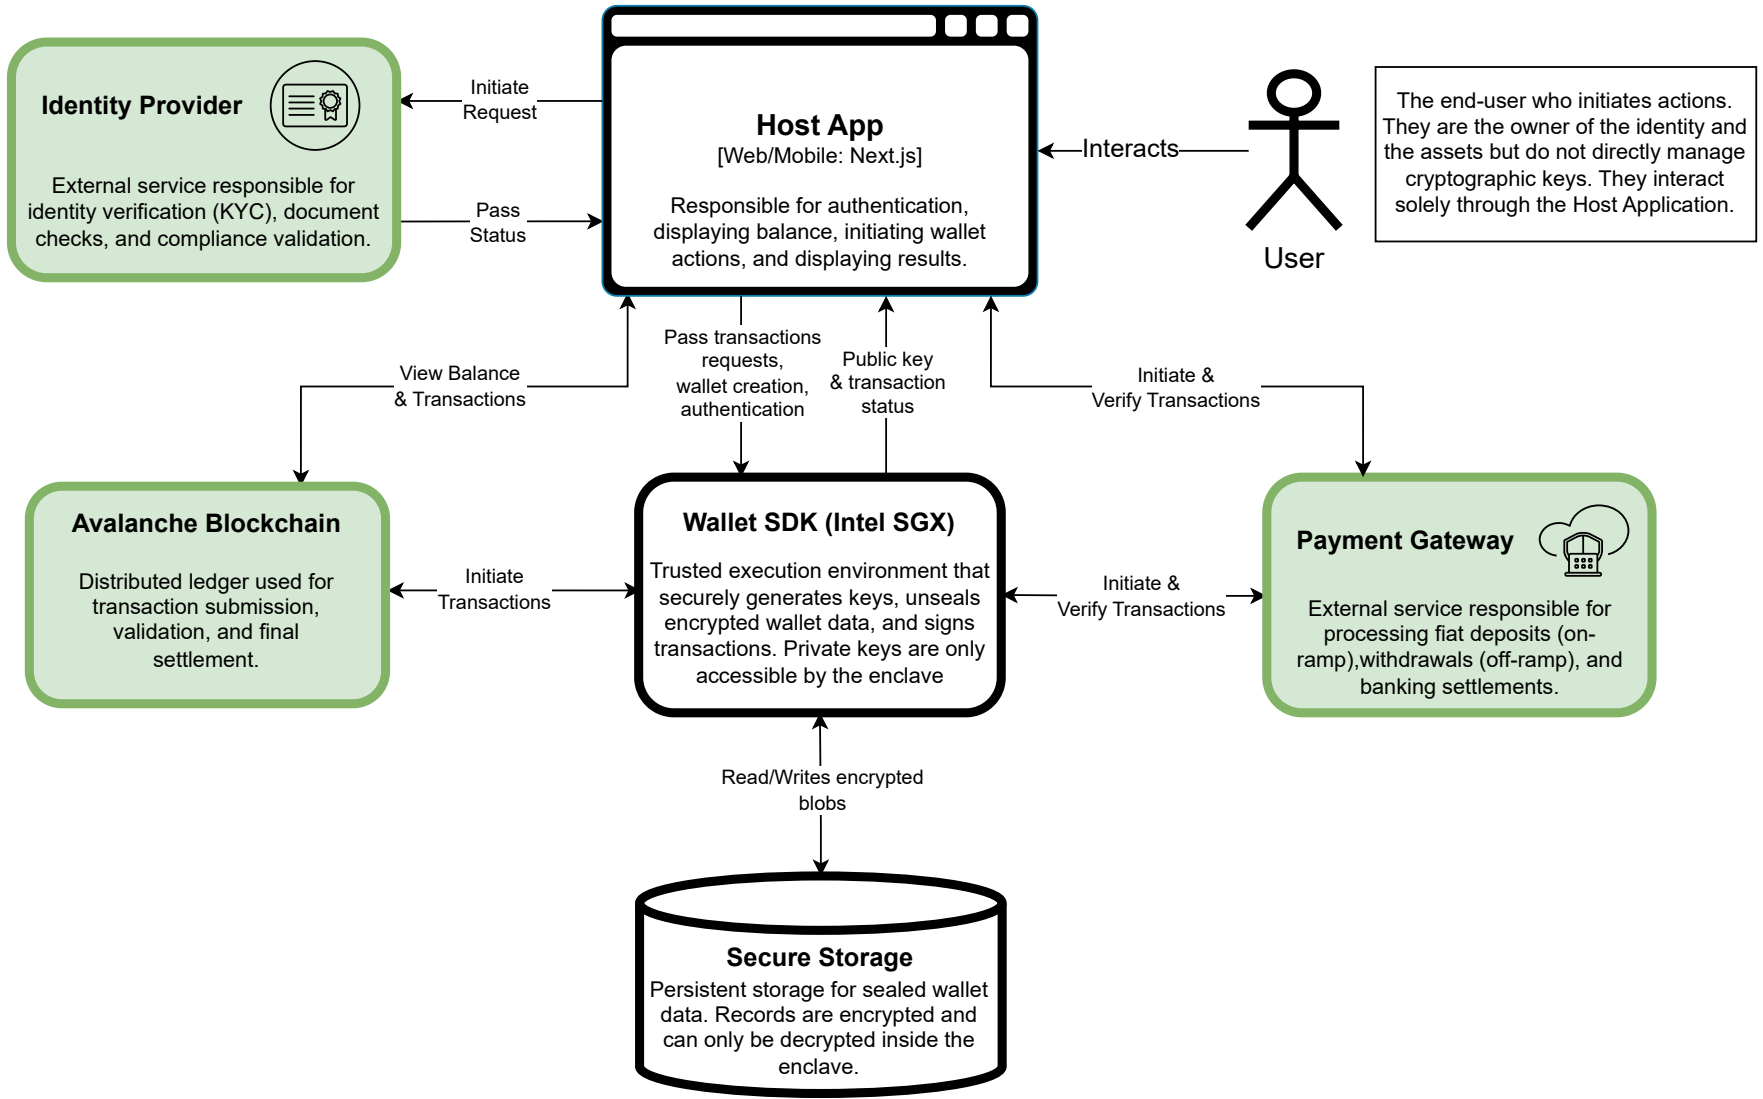 Identity Provider
External service responsible for
identity verification (KYC), document
checks, and compliance validation.
Initiate
Request
Pass
Status
Host App
[Web/Mobile: Next.js]
Responsible for authentication,
displaying balance, initiating wallet
actions, and displaying results.
Interacts
User
The end-user who initiates actions.
They are the owner of the identity and
the assets but do not directly manage
cryptographic keys. They interact
solely through the Host Application.
View Balance
& Transactions
Pass transactions
requests,
wallet creation,
authentication
Public key
& transaction
status
Initiate &
Verify Transactions
Avalanche Blockchain
Distributed ledger used for
transaction submission,
validation, and final
settlement.
Initiate
Transactions
Wallet SDK (Intel SGX)
Trusted execution environment that
securely generates keys, unseals
encrypted wallet data, and signs
transactions. Private keys are only
accessible by the enclave
Initiate &
Verify Transactions
Payment Gateway
External service responsible for
processing fiat deposits (on-
ramp),withdrawals (off-ramp), and
banking settlements.
Read/Writes encrypted
blobs
Secure Storage
Persistent storage for sealed wallet
data. Records are encrypted and
can only be decrypted inside the
enclave.